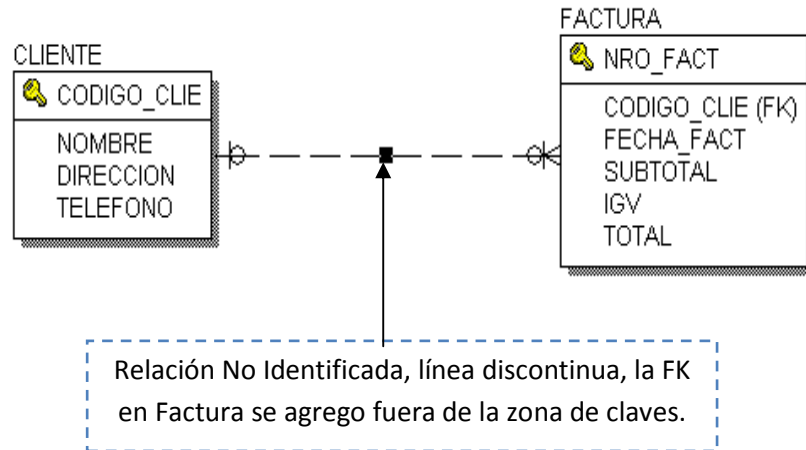 CLIENTE
CODIGO_CLIE
NOMBRE
DIRECCION
TELEFONO
FACTURA
NRO_FACT
CODIGO_CLIE (FK)
FECHA_FACT
SUBTOTAL
IGV
TOTAL
Relación No Identificada, línea discontinua, la FK
en Factura se agrego fuera de la zona de claves.